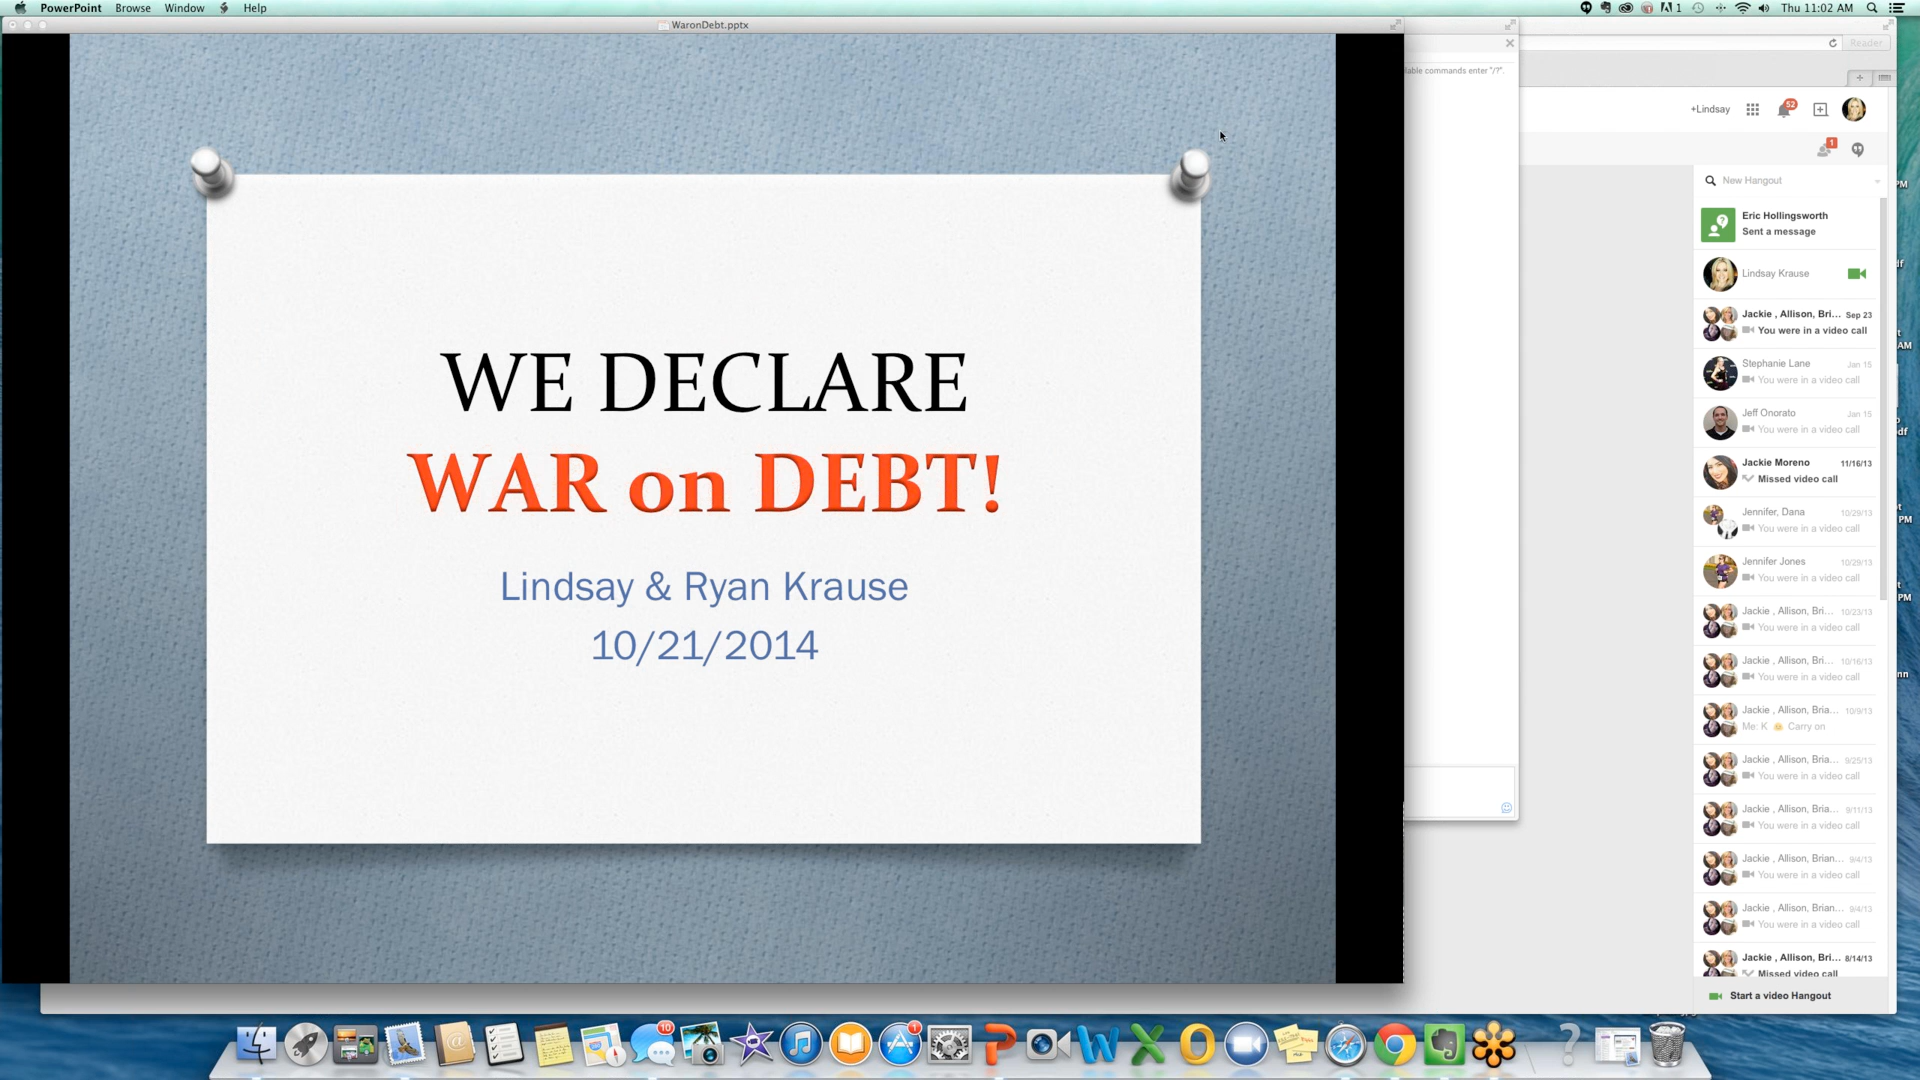 PowerPoint Browse Window Help
1 Thu 11:02 AM
WaronDebt.pptx
WE DECLARE
WAR on DEBT!
Lindsay & Ryan Krause
10/21/2014
lable commands enter "/?".
Reader
+Lindsay 52
1
New Hangout
Eric Hollingsworth
Sent a message
Lindsay Krause
Jackie , Allison, Bri... Sep 23
You were in a video call
Stephanie Lane Jan 15
You were in a video call
Jeff Onorato Jan 15
You were in a video call
Jackie Moreno 11/16/13
Missed video call
Jennifer, Dana 10/29/13
You were in a video call
Jennifer Jones 10/29/13
You were in a video call
Jackie , Allison, Bri... 10/23/13
You were in a video call
Jackie , Allison, Bri... 10/16/13
You were in a video call
Jackie , Allison, Bria... 10/9/13
Me: K Carry on
Jackie , Allison, Bria... 9/25/13
You were in a video call
Jackie , Allison, Bria... 9/11/13
You were in a video call
Jackie , Allison, Brian... 9/4/13
You were in a video call
Jackie , Allison, Brian... 9/4/13
You were in a video call
Jackie , Allison, Bri... 8/14/13
Missed video call
Start a video Hangout
10
1